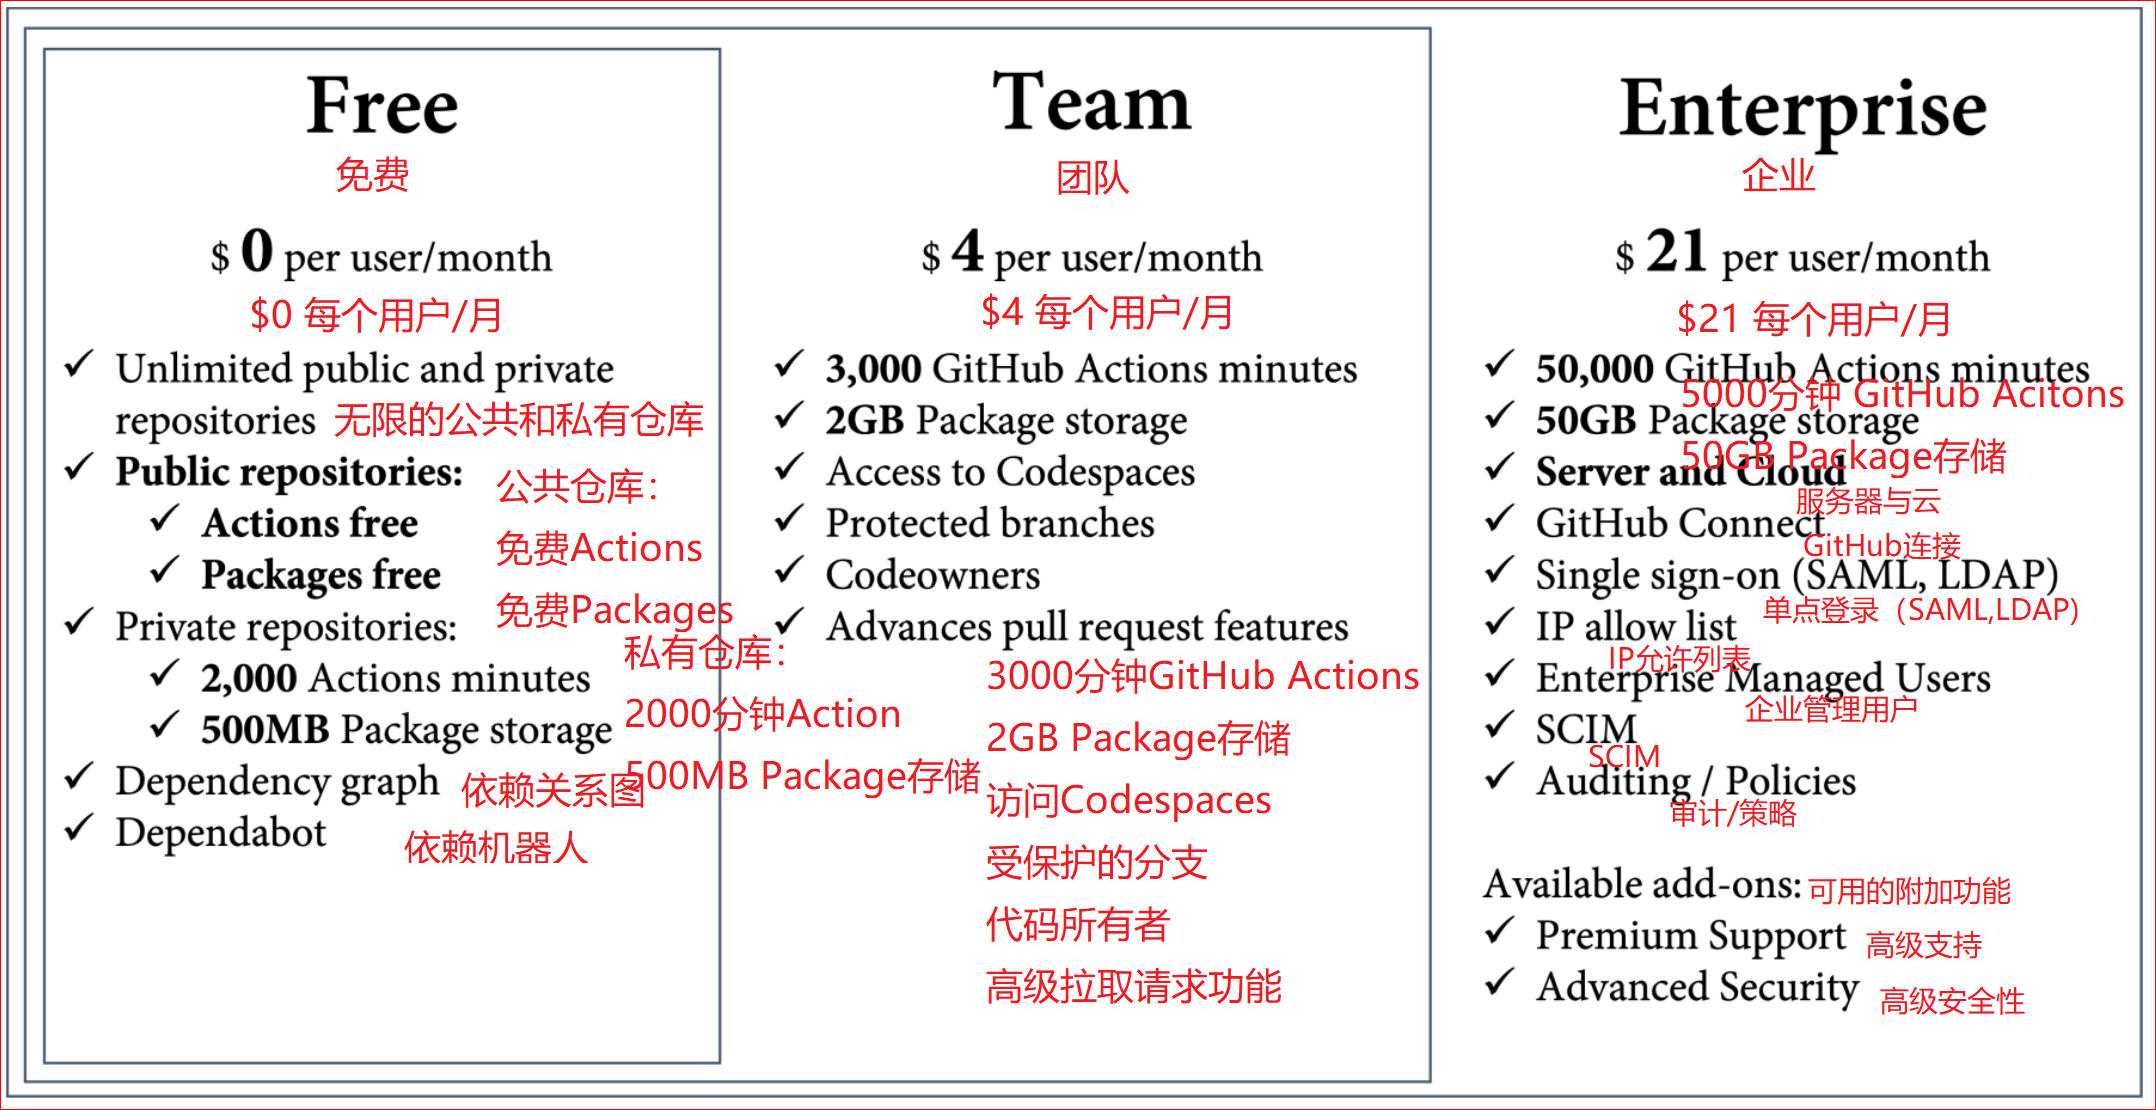 Free
免费
$ 0 per user/month
$0 每个用户/月
✓ Unlimited public and private
repositories 无限的公共和私有仓库
✓ Public repositories:
公共仓库：
✓ Actions free
免费Actions
✓ Packages free
免费Packages
✓ Private repositories:
私有仓库：
✓ 2,000 Actions minutes
2000分钟Action
✓ 500MB Package storage
500MB Package存储
✓ Dependency graph 依赖关系图
✓ Dependabot 依赖机器人
Team
团队
$ 4 per user/month
$4 每个用户/月
✓ 3,000 GitHub Actions minutes
✓ 2GB Package storage
✓ Access to Codespaces
✓ Protected branches
✓ Codeowners
✓ Advances pull request features
3000分钟GitHub Actions
2GB Package存储
访问Codespaces
受保护的分支
代码所有者
高级拉取请求功能
Enterprise
企业
$ 21 per user/month
$21 每个用户/月
✓ 50,000 GitHub Actions minutes
5000分钟 GitHub Acitons
✓ 50GB Package storage
50GB Package存储
✓ Server and Cloud
服务器与云
✓ GitHub Connect
GitHub连接
✓ Single sign-on (SAML, LDAP)
单点登录（SAML,LDAP)
✓ IP allow list
IP允许列表
✓ Enterprise Managed Users
企业管理用户
✓ SCIM
SCIM
✓ Auditing / Policies
审计/策略
Available add-ons: 可用的附加功能
✓ Premium Support 高级支持
✓ Advanced Security 高级安全性